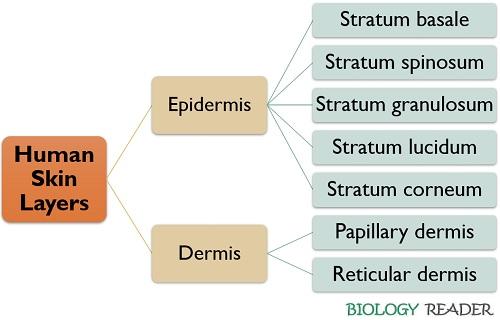 Human
Skin
Layers
Epidermis
Dermis
Stratum basale
Stratum spinosum
Stratum granulosum
Stratum lucidum
Stratum corneum
Papillary dermis
Reticular dermis
BIOLOGY READER